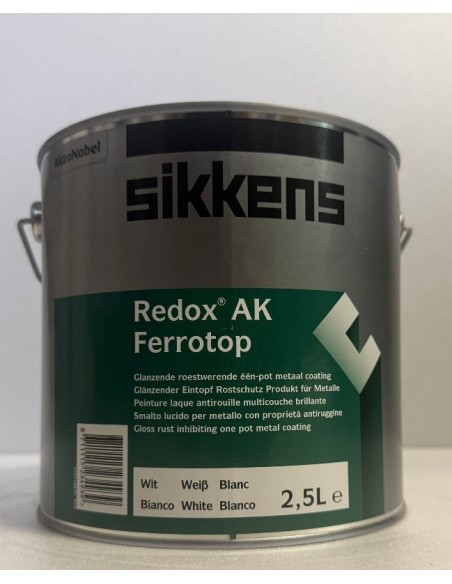 AkzoNobel
sikkens
Redox® AK
Ferrotop
Glanzende roestwerende één-pot metaal coating
Glänzender Eintopf Rostschutz Produkt für Metalle
Peinture laque antirouille multicouche brillante
Smalto lucido per metallo con proprietà antiruggine
Gloss rust inhibiting one pot metal coating
Wit Weiβ Blanc
Bianco White Blanco
2,5L e